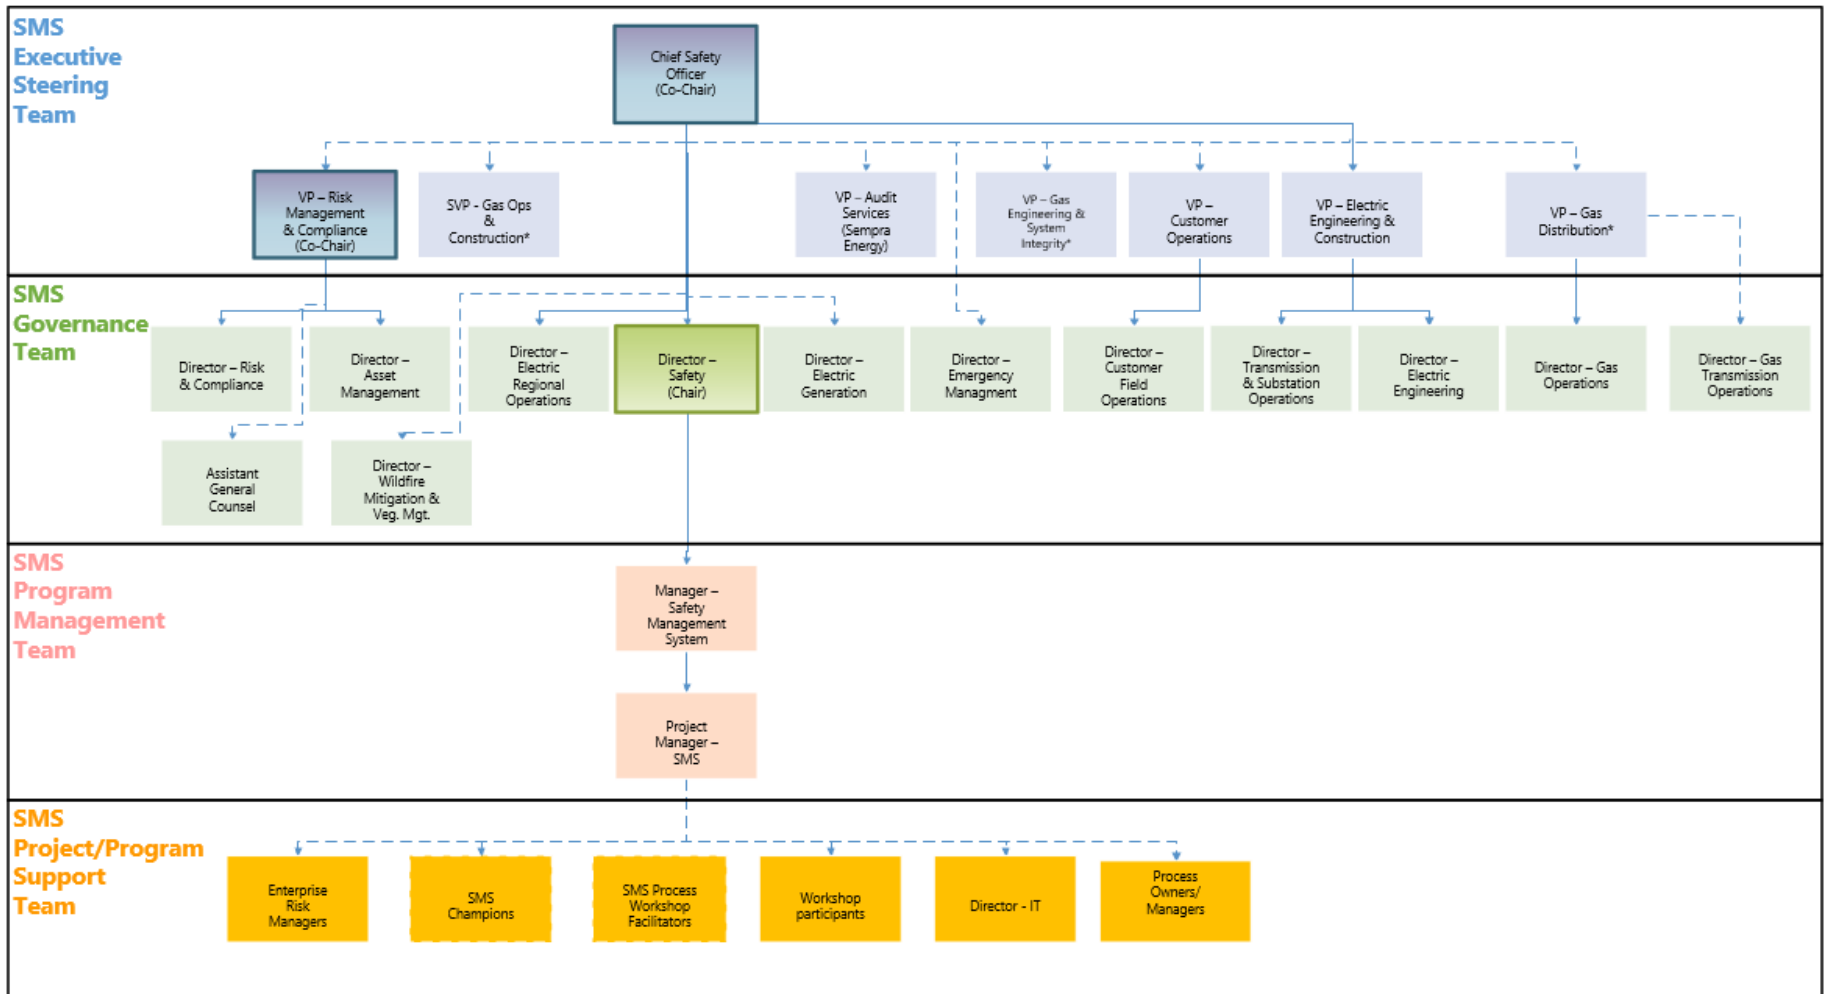 SMS
Executive
Steering
Team
Chief Safety
Officer
(Co-Chair)
VP – Risk
Management
& Compliance
(Co-Chair)
SVP - Gas Ops
&
Construction*
VP – Audit
Services
(Sempra
Energy)
VP – Gas
Engineering &
System
Integrity*
VP –
Customer
Operations
VP – Electric
Engineering &
Construction
VP – Gas
Distribution*
SMS
Governance
Team
Director – Risk
& Compliance
Director –
Asset
Management
Director –
Electric
Regional
Operations
Director –
Safety
(Chair)
Director –
Electric
Generation
Director –
Emergency
Managment
Director –
Customer
Field
Operations
Director –
Transmission
& Substation
Operations
Director –
Electric
Engineering
Director – Gas
Operations
Director – Gas
Transmission
Operations
Assistant
General
Counsel
Director –
Wildfire
Mitigation &
Veg. Mgt.
SMS
Program
Management
Team
Manager –
Safety
Management
System
Project
Manager –
SMS
SMS
Project/Program
Support
Team
Enterprise
Risk
Managers
SMS
Champions
SMS Process
Workshop
Facilitators
Workshop
participants
Director - IT
Process
Owners/
Managers